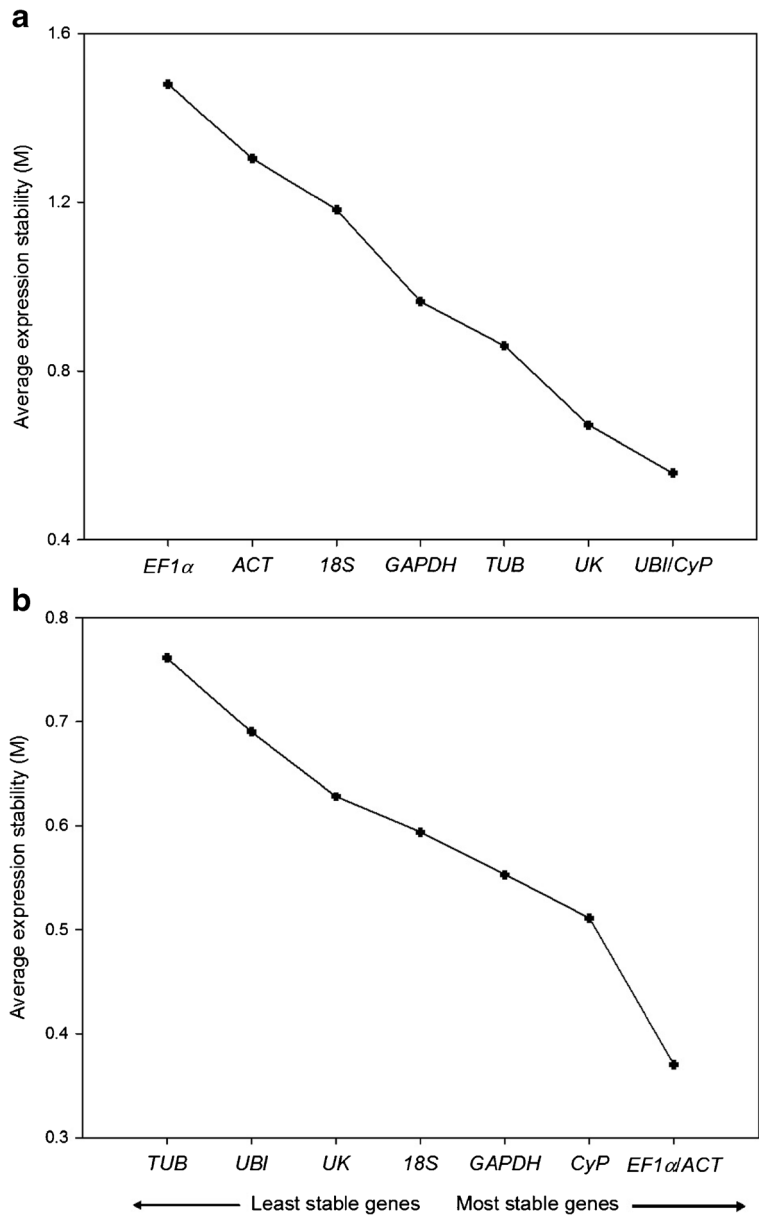 a
Average expression stability (M)
1.6
1.2
0.8
0.4
EF1α ACT 18S GAPDH TUB UK UBI/CyP
b
Average expression stability (M)
0.8
0.7
0.6
0.5
0.4
0.3
TUB UBI UK 18S GAPDH CyP EF1α/ACT
Least stable genes Most stable genes